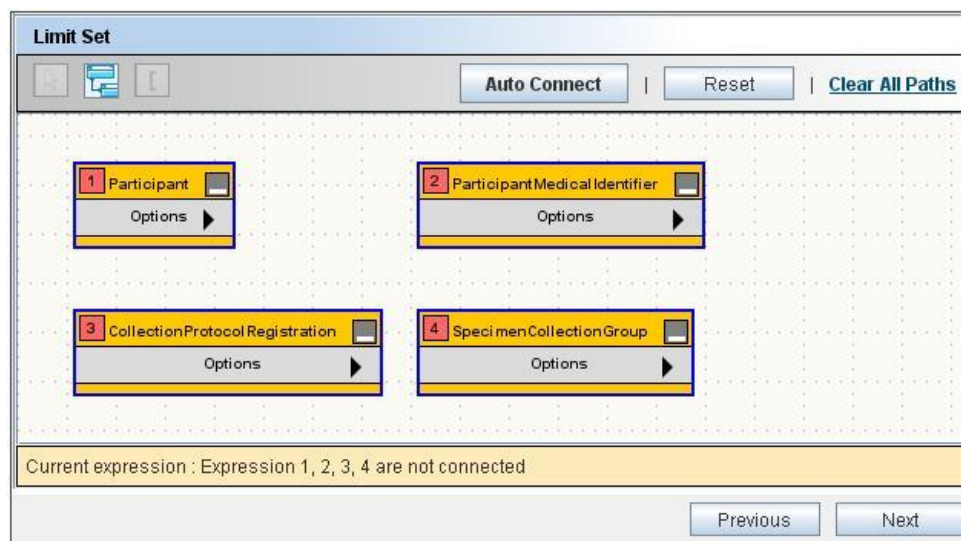 Limit Set
Auto Connect | Reset | Clear All Paths
1 Participant
Options
2 ParticipantMedicalIdentifier
Options
3 CollectionProtocolRegistration
Options
4 SpecimenCollectionGroup
Options
Current expression : Expression 1, 2, 3, 4 are not connected
Previous Next